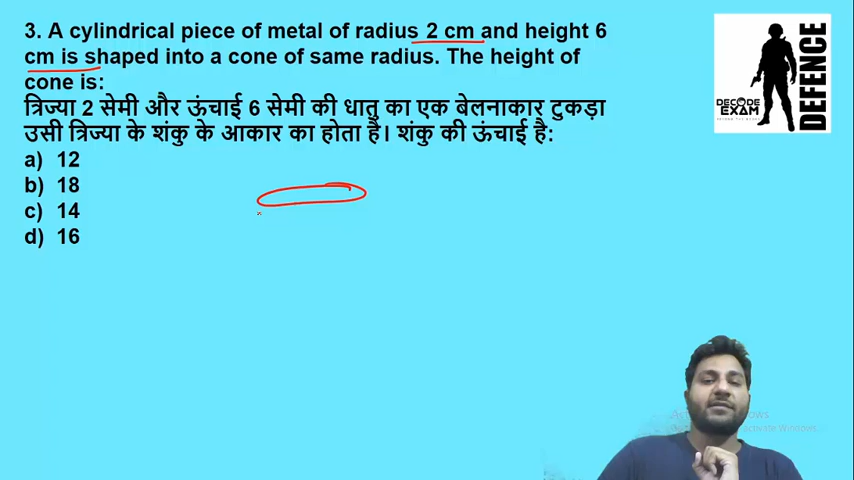 3. A cylindrical piece of metal of radius 2 cm and height 6
cm is shaped into a cone of same radius. The height of
cone is:
त्रिज्या 2 सेमी और ऊंचाई 6 सेमी की धातु का एक बेलनाकार टुकड़ा
उसी त्रिज्या के शंकु के आकार का होता है। शंकु की ऊंचाई है:
a) 12
b) 18
c) 14
d) 16
DECODE
EXAM
DEFENCE